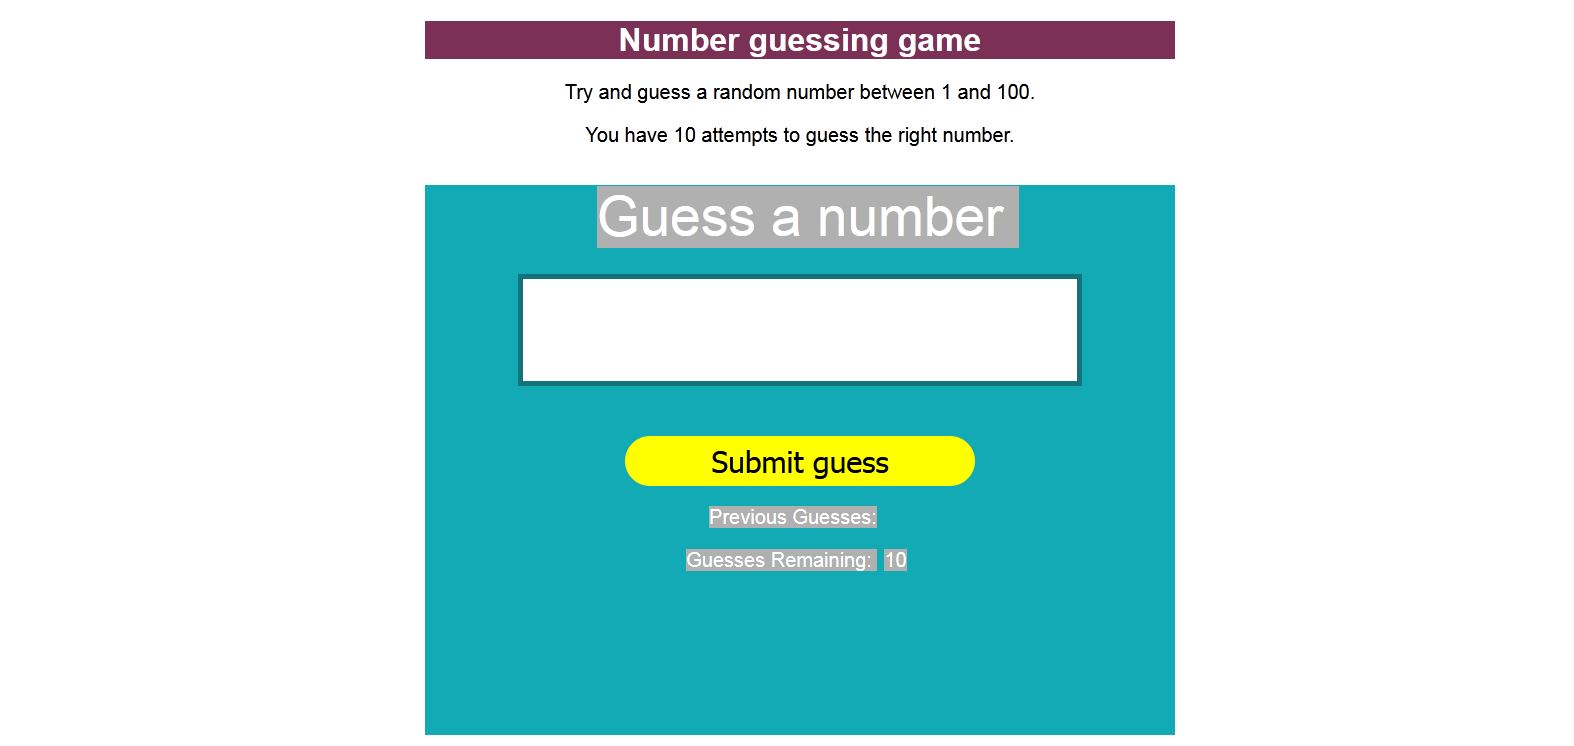 Number guessing game
Try and guess a random number between 1 and 100.
You have 10 attempts to guess the right number.
Guess a number
Submit guess
Previous Guesses:
Guesses Remaining: 10